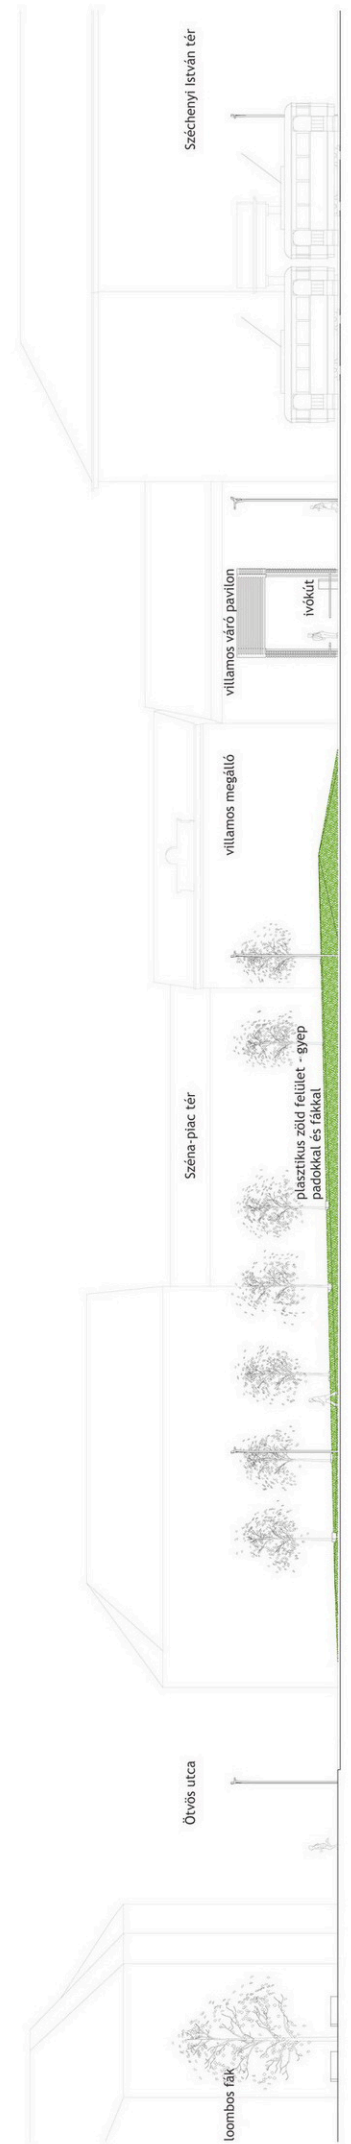 loombos fák
Ötvös utca
Széna-piac tér
plasztikus zöld felület - gyep
padokkal és fákkal
villamos megálló
villamos váró pavilon
ivókút
Széchenyi István tér